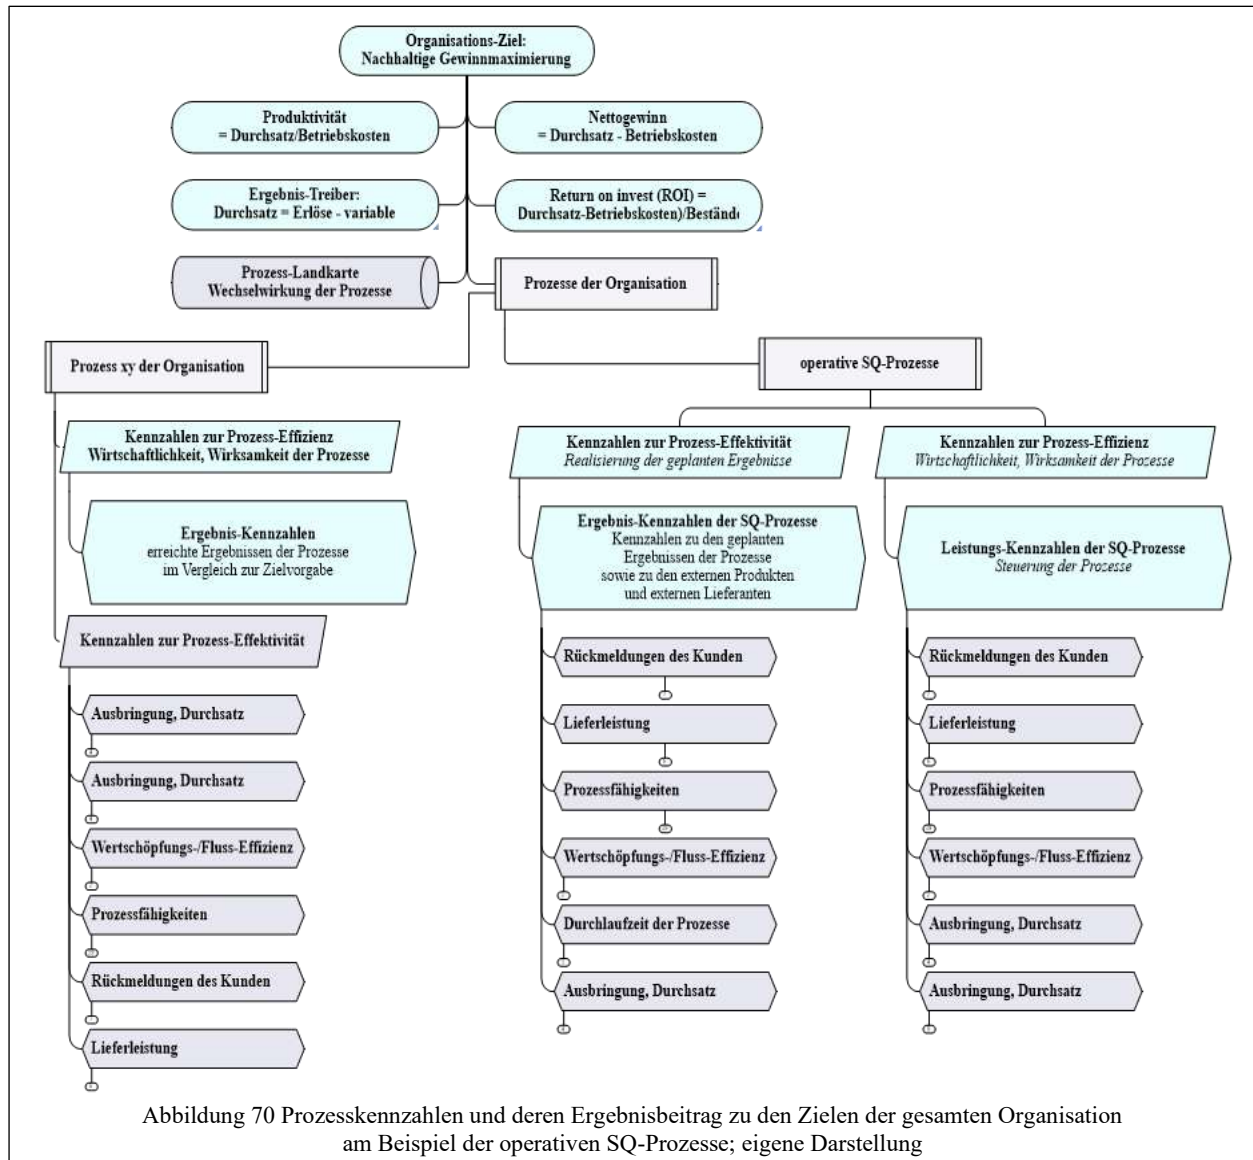 Organisations-Ziel:
Nachhaltige Gewinnmaximierung
Produktivität
= Durchsatz/Betriebskosten
Nettogewinn
= Durchsatz - Betriebskosten
Ergebnis-Treiber:
Durchsatz = Erlöse - variable
Return on invest (ROI) =
Durchsatz-Betriebskosten)/Bestände
Prozess-Landkarte
Wechselwirkung der Prozesse
Prozesse der Organisation
Prozess xy der Organisation
operative SQ-Prozesse
Kennzahlen zur Prozess-Effizienz
Wirtschaftlichkeit, Wirksamkeit der Prozesse
Ergebnis-Kennzahlen
erreichte Ergebnissen der Prozesse
im Vergleich zur Zielvorgabe
Kennzahlen zur Prozess-Effektivität
Ausbringung, Durchsatz
Ausbringung, Durchsatz
Wertschöpfungs-/Fluss-Effizienz
Prozessfähigkeiten
Rückmeldungen des Kunden
Lieferleistung
Kennzahlen zur Prozess-Effektivität
Realisierung der geplanten Ergebnisse
Ergebnis-Kennzahlen der SQ-Prozesse
Kennzahlen zu den geplanten
Ergebnissen der Prozesse
sowie zu den externen Produkten
und externen Lieferanten
Rückmeldungen des Kunden
Lieferleistung
Prozessfähigkeiten
Wertschöpfungs-/Fluss-Effizienz
Durchlaufzeit der Prozesse
Ausbringung, Durchsatz
Kennzahlen zur Prozess-Effizienz
Wirtschaftlichkeit, Wirksamkeit der Prozesse
Leistungs-Kennzahlen der SQ-Prozesse
Steuerung der Prozesse
Rückmeldungen des Kunden
Lieferleistung
Prozessfähigkeiten
Wertschöpfungs-/Fluss-Effizienz
Ausbringung, Durchsatz
Ausbringung, Durchsatz
Abbildung 70 Prozesskennzahlen und deren Ergebnisbeitrag zu den Zielen der gesamten Organisation
am Beispiel der operativen SQ-Prozesse; eigene Darstellung